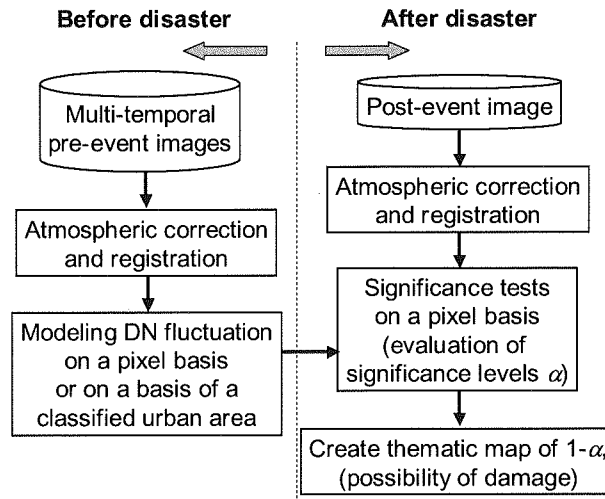 Before disaster
After disaster
Multi-temporal
pre-event images
Atmospheric correction
and registration
Modeling DN fluctuation
on a pixel basis
or on a basis of a
classified urban area
Post-event image
Atmospheric correction
and registration
Significance tests
on a pixel basis
(evaluation of
significance levels α)
Create thematic map of 1-α,
(possibility of damage)